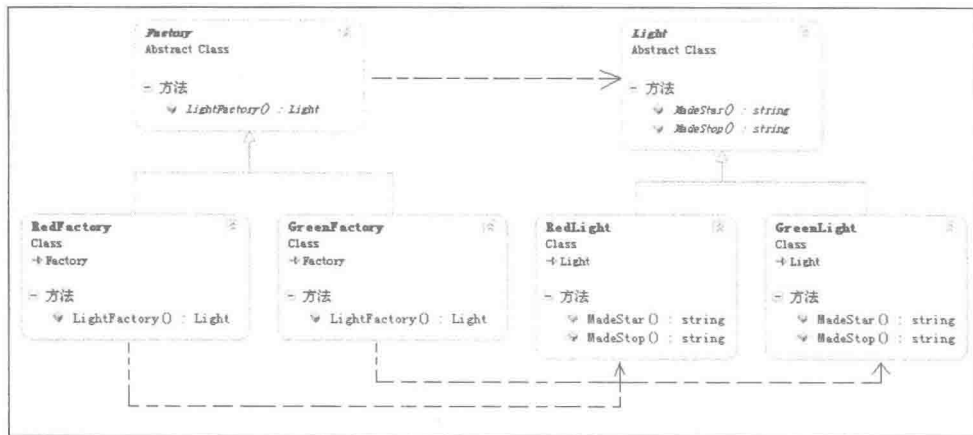 Factory
Abstract Class
方法
LightFactory() : Light
Light
Abstract Class
方法
MadeStar() : string
MadeStop() : string
RedFactory
Class
Factory
方法
LightFactory() : Light
GreenFactory
Class
Factory
方法
LightFactory() : Light
RedLight
Class
Light
方法
MadeStar() : string
MadeStop() : string
GreenLight
Class
Light
方法
MadeStar() : string
MadeStop() : string